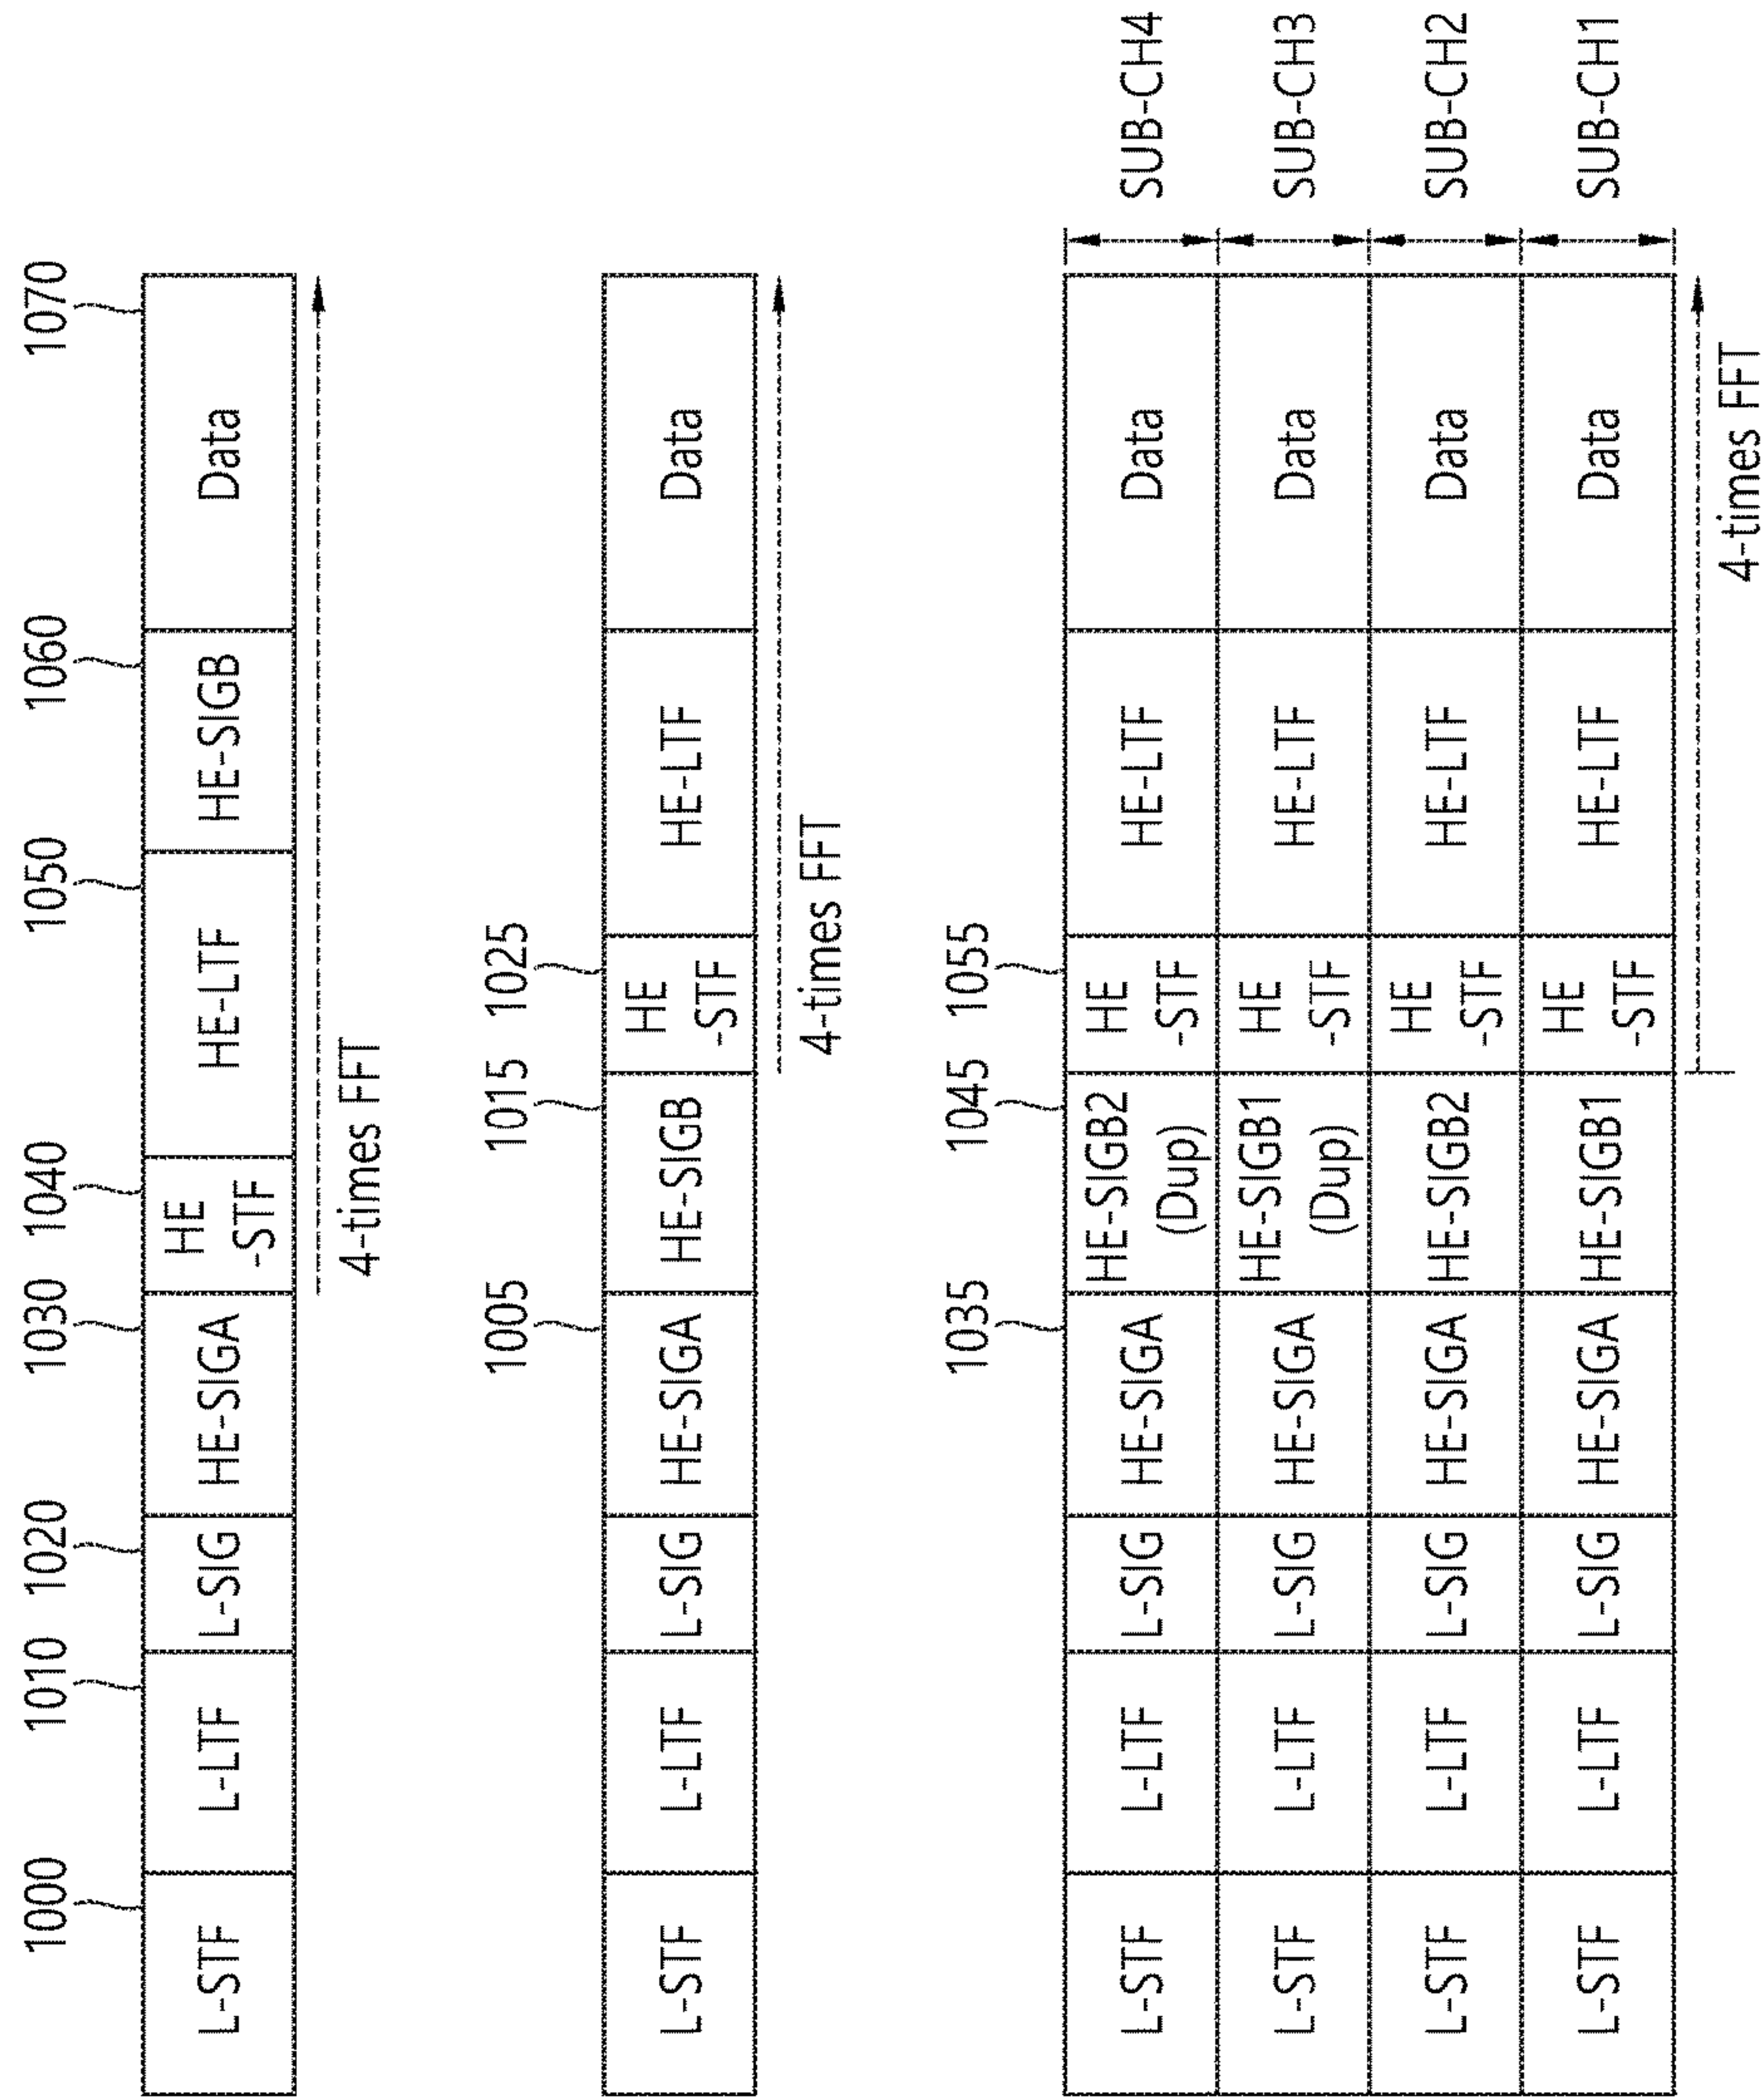 1000 1010 1020 1030 1040 1050 1060 1070
L-STF L-LTF L-SIG HE-SIGA HE -STF HE-LTF HE-SIGB Data
4-times FFT
1005 1015 1025
L-STF L-LTF L-SIG HE-SIGA HE-SIGB HE -STF HE-LTF Data
4-times FFT
1035 1045 1055
L-STF L-LTF L-SIG HE-SIGA HE-SIGB2 (Dup) HE -STF HE-LTF Data SUB-CH4
L-STF L-LTF L-SIG HE-SIGA HE-SIGB1 (Dup) HE -STF HE-LTF Data SUB-CH3
L-STF L-LTF L-SIG HE-SIGA HE-SIGB2 HE -STF HE-LTF Data SUB-CH2
L-STF L-LTF L-SIG HE-SIGA HE-SIGB1 HE -STF HE-LTF Data SUB-CH1
4-times FFT